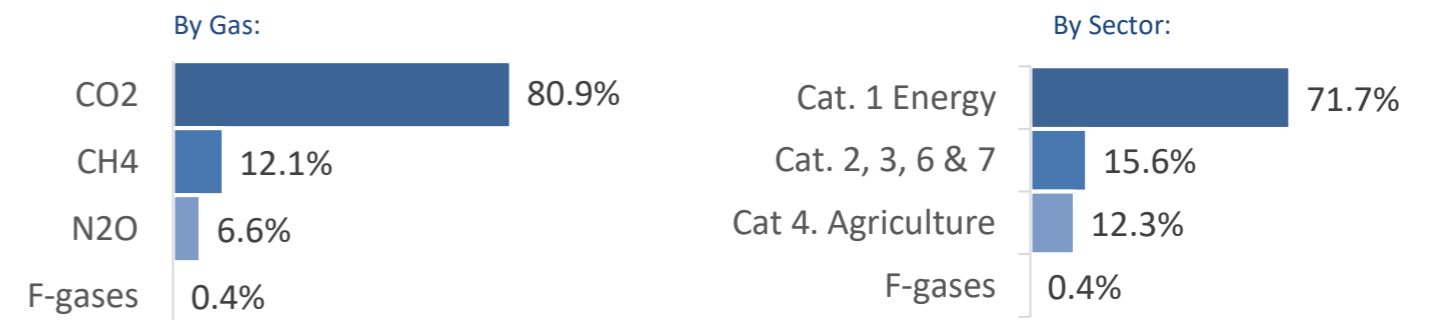 By Gas:
CO2 80.9%
CH4 12.1%
N2O 6.6%
F-gases 0.4%
By Sector:
Cat. 1 Energy 71.7%
Cat. 2, 3, 6 & 7 15.6%
Cat 4. Agriculture 12.3%
F-gases 0.4%